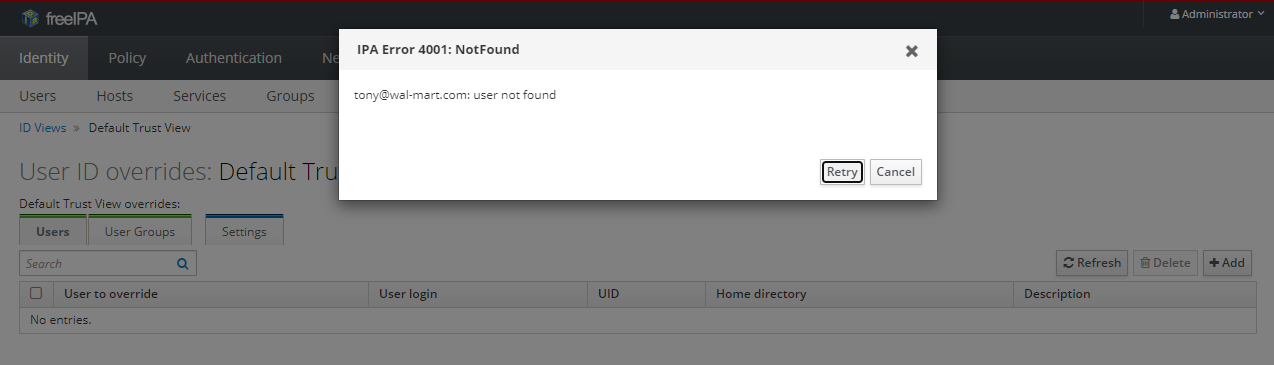 freeIPA
Administrator
IPA Error 4001: NotFound
tony@wal-mart.com: user not found
Retry Cancel
Identity Policy Authentication Ne
Users Hosts Services Groups
ID Views » Default Trust View
User ID overrides: Default Tru
Default Trust View overrides:
Users User Groups Settings
Search
Refresh Delete Add
User to override User login UID Home directory Description
No entries.